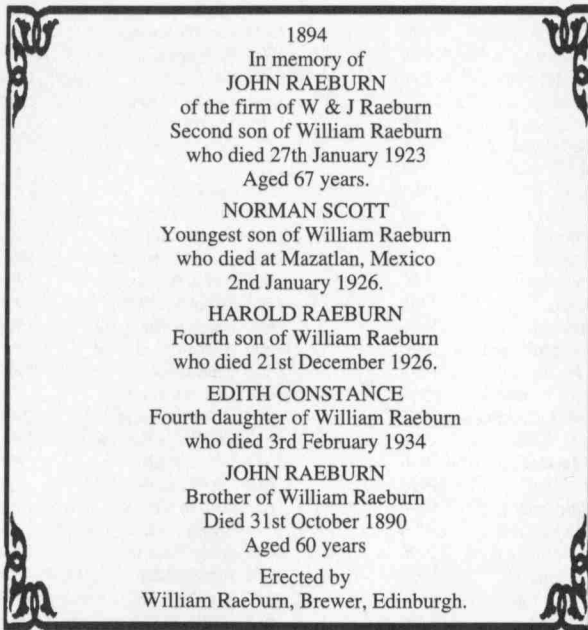 1894
In memory of
JOHN RAEBURN
of the firm of W & J Raeburn
Second son of William Raeburn
who died 27th January 1923
Aged 67 years.
NORMAN SCOTT
Youngest son of William Raeburn
who died at Mazatlan, Mexico
2nd January 1926.
HAROLD RAEBURN
Fourth son of William Raeburn
who died 21st December 1926.
EDITH CONSTANCE
Fourth daughter of William Raeburn
who died 3rd February 1934
JOHN RAEBURN
Brother of William Raeburn
Died 31st October 1890
Aged 60 years
Erected by
William Raeburn, Brewer, Edinburgh.